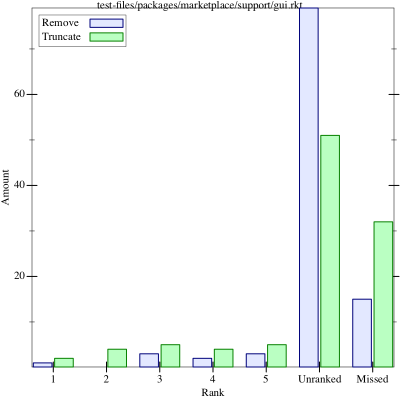 test-files/packages/marketplace/support/gui.rkt
Remove
Truncate
60
40
20
Amount
1 2 3 4 5 Unranked Missed
Rank